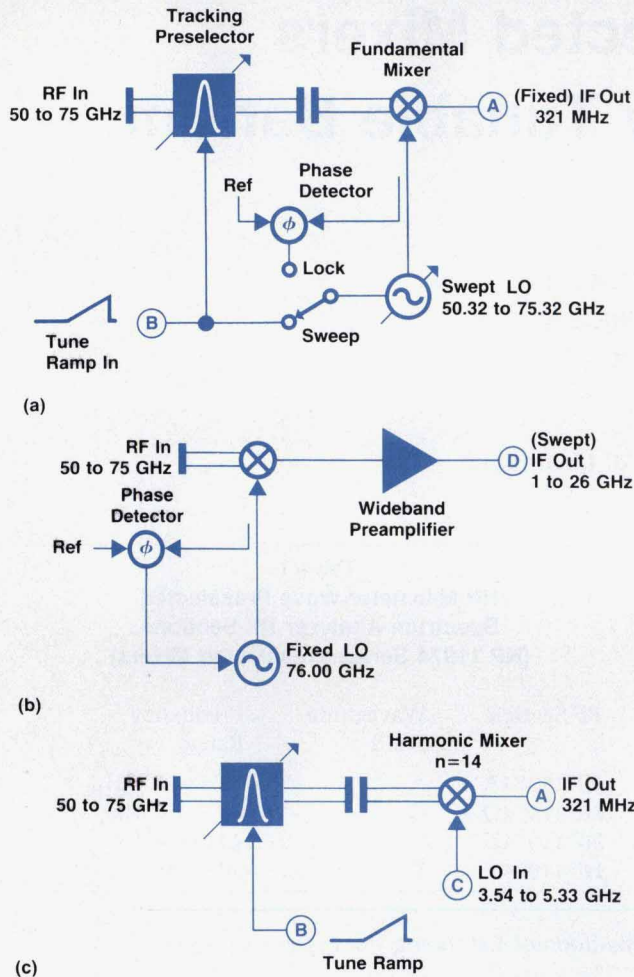 ected Mixers
Tracking
Preselector
Fundamental
Mixer
RF In
50 to 75 GHz
A
(Fixed) IF Out
321 MHz
Phase
Detector
Ref
ϕ
Lock
Swept LO
50.32 to 75.32 GHz
B
Sweep
Tune
Ramp In
(a)
RF In
50 to 75 GHz
D
(Swept)
IF Out
1 to 26 GHz
Wideband
Preamplifier
Phase
Detector
Ref
ϕ
Fixed LO
76.00 GHz
(b)
Harmonic Mixer
n=14
RF In
50 to 75 GHz
A
IF Out
321 MHz
C
LO In
3.54 to 5.33 GHz
B
Tune Ramp
(c)